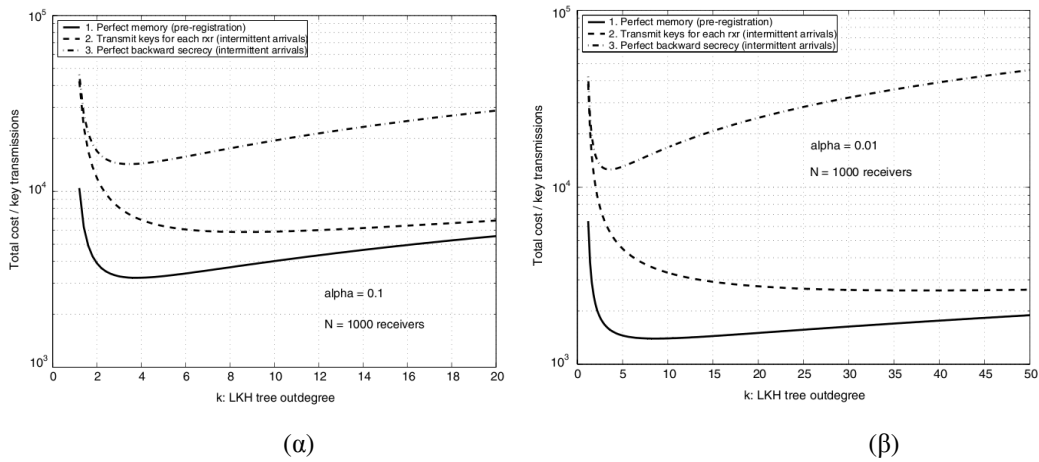 10^5
1. Perfect memory (pre-registration)
2. Transmit keys for each rxr (intermittent arrivals)
3. Perfect backward secrecy (intermittent arrivals)
Total cost / key transmissions
10^4
alpha = 0.1
N = 1000 receivers
10^3
0 2 4 6 8 10 12 14 16 18 20
k: LKH tree outdegree
(α)
10^5
1. Perfect memory (pre-registration)
2. Transmit keys for each rxr (intermittent arrivals)
3. Perfect backward secrecy (intermittent arrivals)
Total cost / key transmissions
alpha = 0.01
N = 1000 receivers
10^4
10^3
0 5 10 15 20 25 30 35 40 45 50
k: LKH tree outdegree
(β)